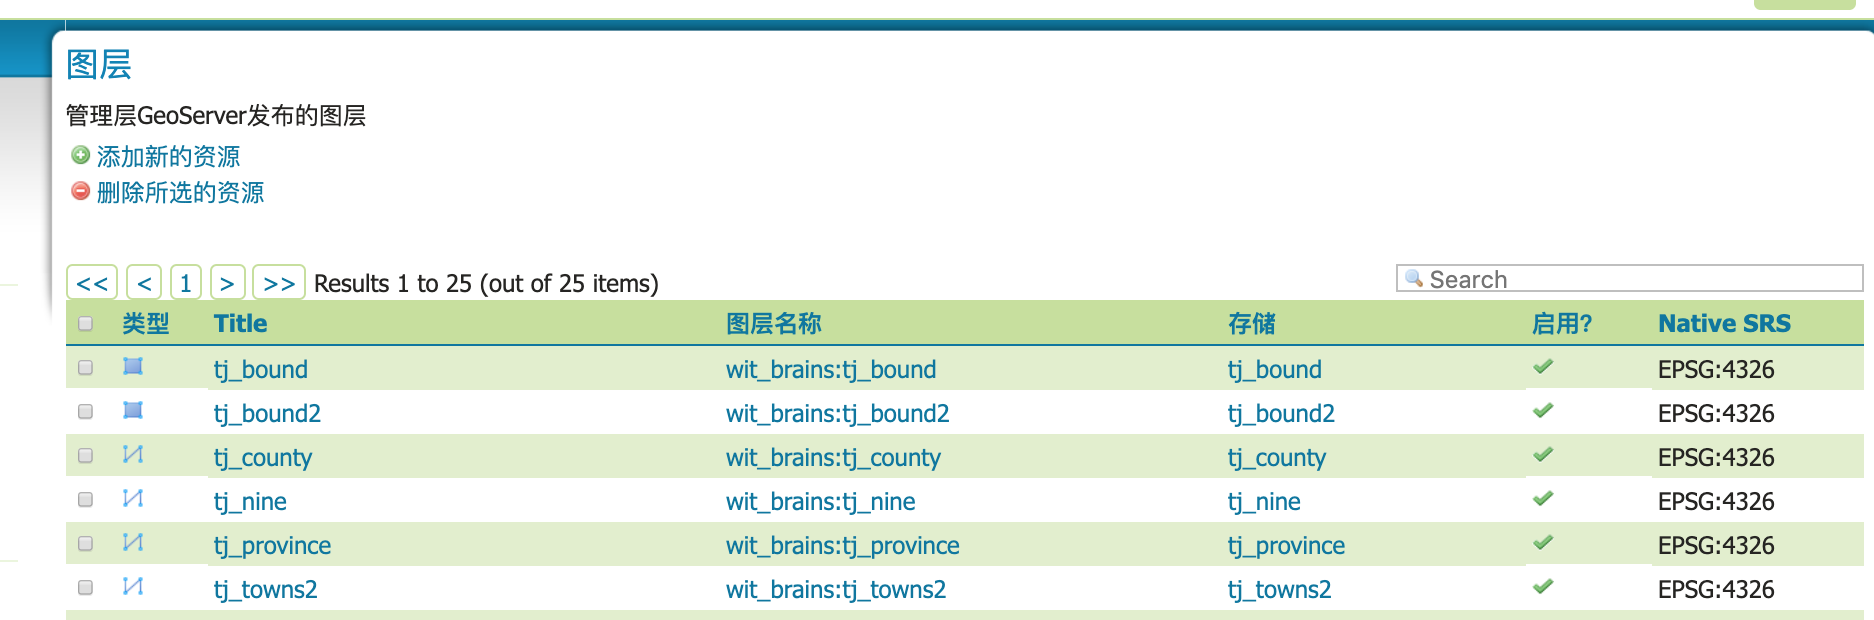 图层
管理层GeoServer发布的图层
添加新的资源
删除所选的资源
<< < 1 > >> Results 1 to 25 (out of 25 items) Search
类型 Title 图层名称 存储 启用? Native SRS
tj_bound wit_brains:tj_bound tj_bound EPSG:4326
tj_bound2 wit_brains:tj_bound2 tj_bound2 EPSG:4326
tj_county wit_brains:tj_county tj_county EPSG:4326
tj_nine wit_brains:tj_nine tj_nine EPSG:4326
tj_province wit_brains:tj_province tj_province EPSG:4326
tj_towns2 wit_brains:tj_towns2 tj_towns2 EPSG:4326